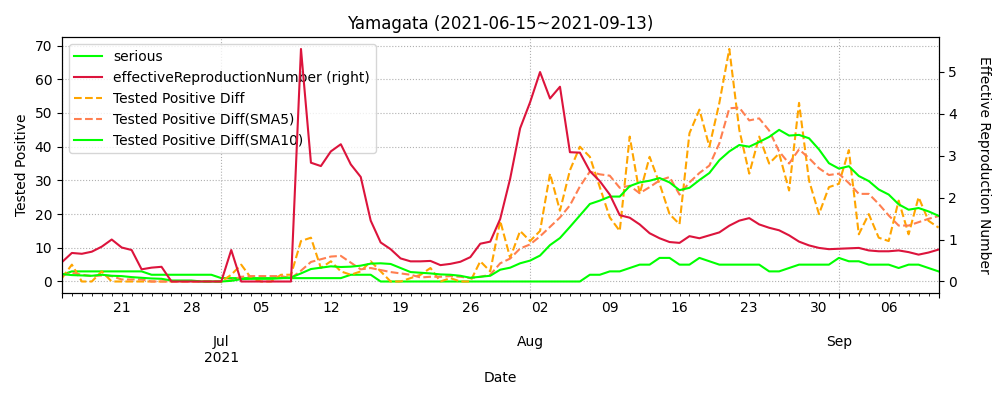 Yamagata (2021-06-15~2021-09-13)
serious
effectiveReproductionNumber (right)
Tested Positive Diff
Tested Positive Diff(SMA5)
Tested Positive Diff(SMA10)
Tested Positive
70
60
50
40
30
20
10
0
Effective Reproduction Number
5
4
3
2
1
0
21 28 05 12 19 26 02 09 16 23 30 06
Jul Aug Sep
2021
Date